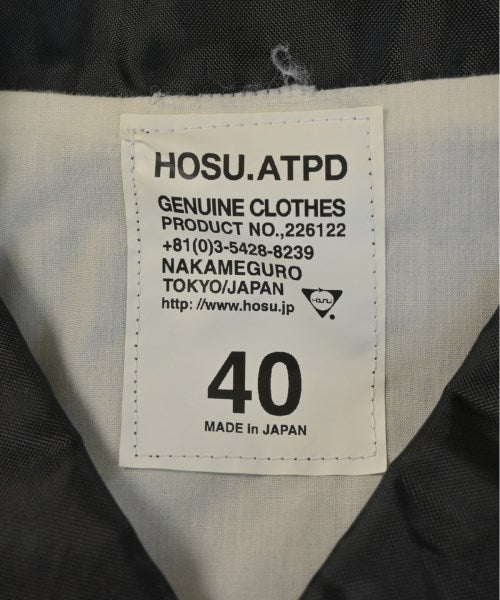 HOSU.ATPD
GENUINE CLOTHES
PRODUCT NO.,226122
+81(0)3-5428-8239
NAKAMEGURO
TOKYO/JAPAN
http://www.hosu.jp
40
MADE in JAPAN